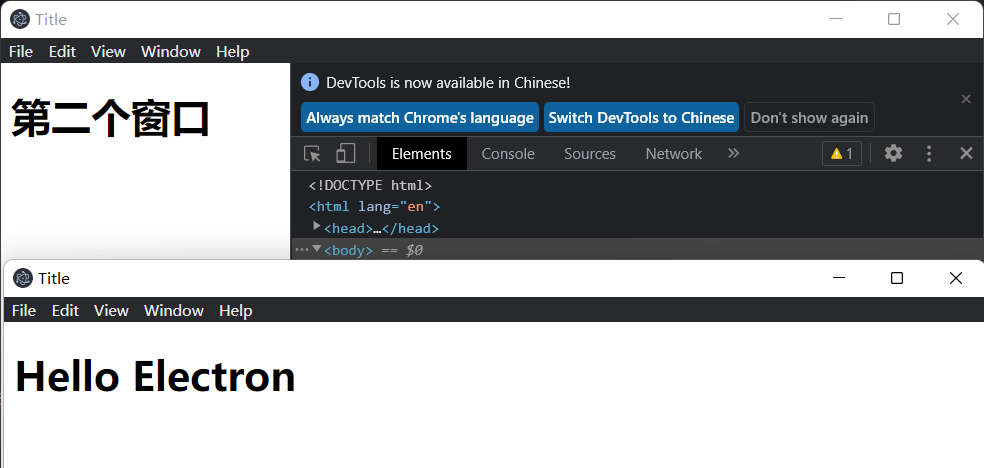 Title
File Edit View Window Help
第二个窗口
DevTools is now available in Chinese!
Always match Chrome's language Switch DevTools to Chinese Don't show again
Elements Console Sources Network 1
<!DOCTYPE html>
<html lang="en">
<head>…</head>
<body> == $0
Title
File Edit View Window Help
Hello Electron